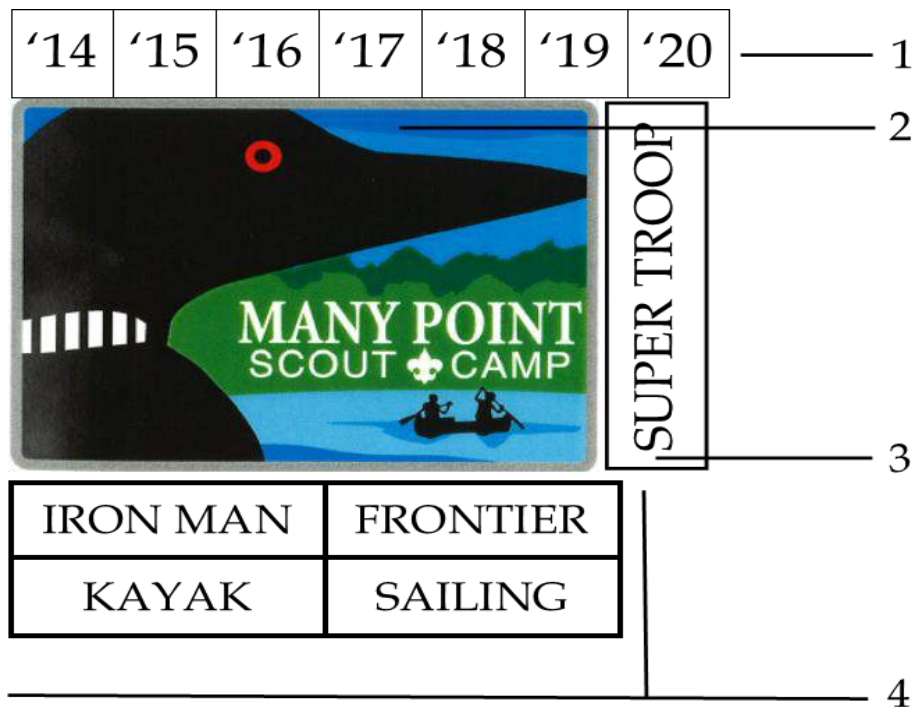 ‘14 ‘15 ‘16 ‘17 ‘18 ‘19 ‘20 1
2
SUPER TROOP
MANY POINT
SCOUT CAMP
3
IRON MAN FRONTIER
KAYAK SAILING
4